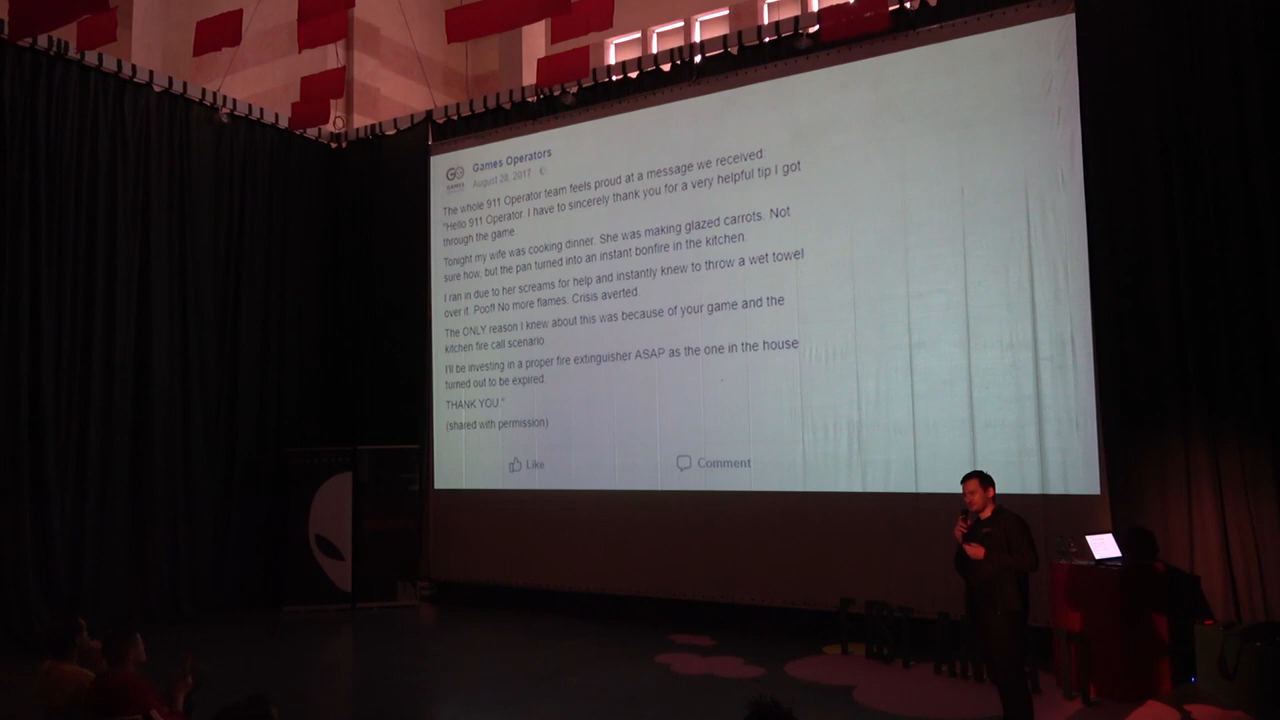 Games Operators
August 28, 2017
GAMES
The whole 911 Operator team feels proud at a message we received:
"Hello 911 Operator. I have to sincerely thank you for a very helpful tip I got
through the game.
Tonight my wife was cooking dinner. She was making glazed carrots. Not
sure how, but the pan turned into an instant bonfire in the kitchen.
I ran in due to her screams for help and instantly knew to throw a wet towel
over it. Poof! No more flames. Crisis averted.
The ONLY reason I knew about this was because of your game and the
kitchen fire call scenario.
I'll be investing in a proper fire extinguisher ASAP as the one in the house
turned out to be expired.
THANK YOU."
(shared with permission)
Like
Comment